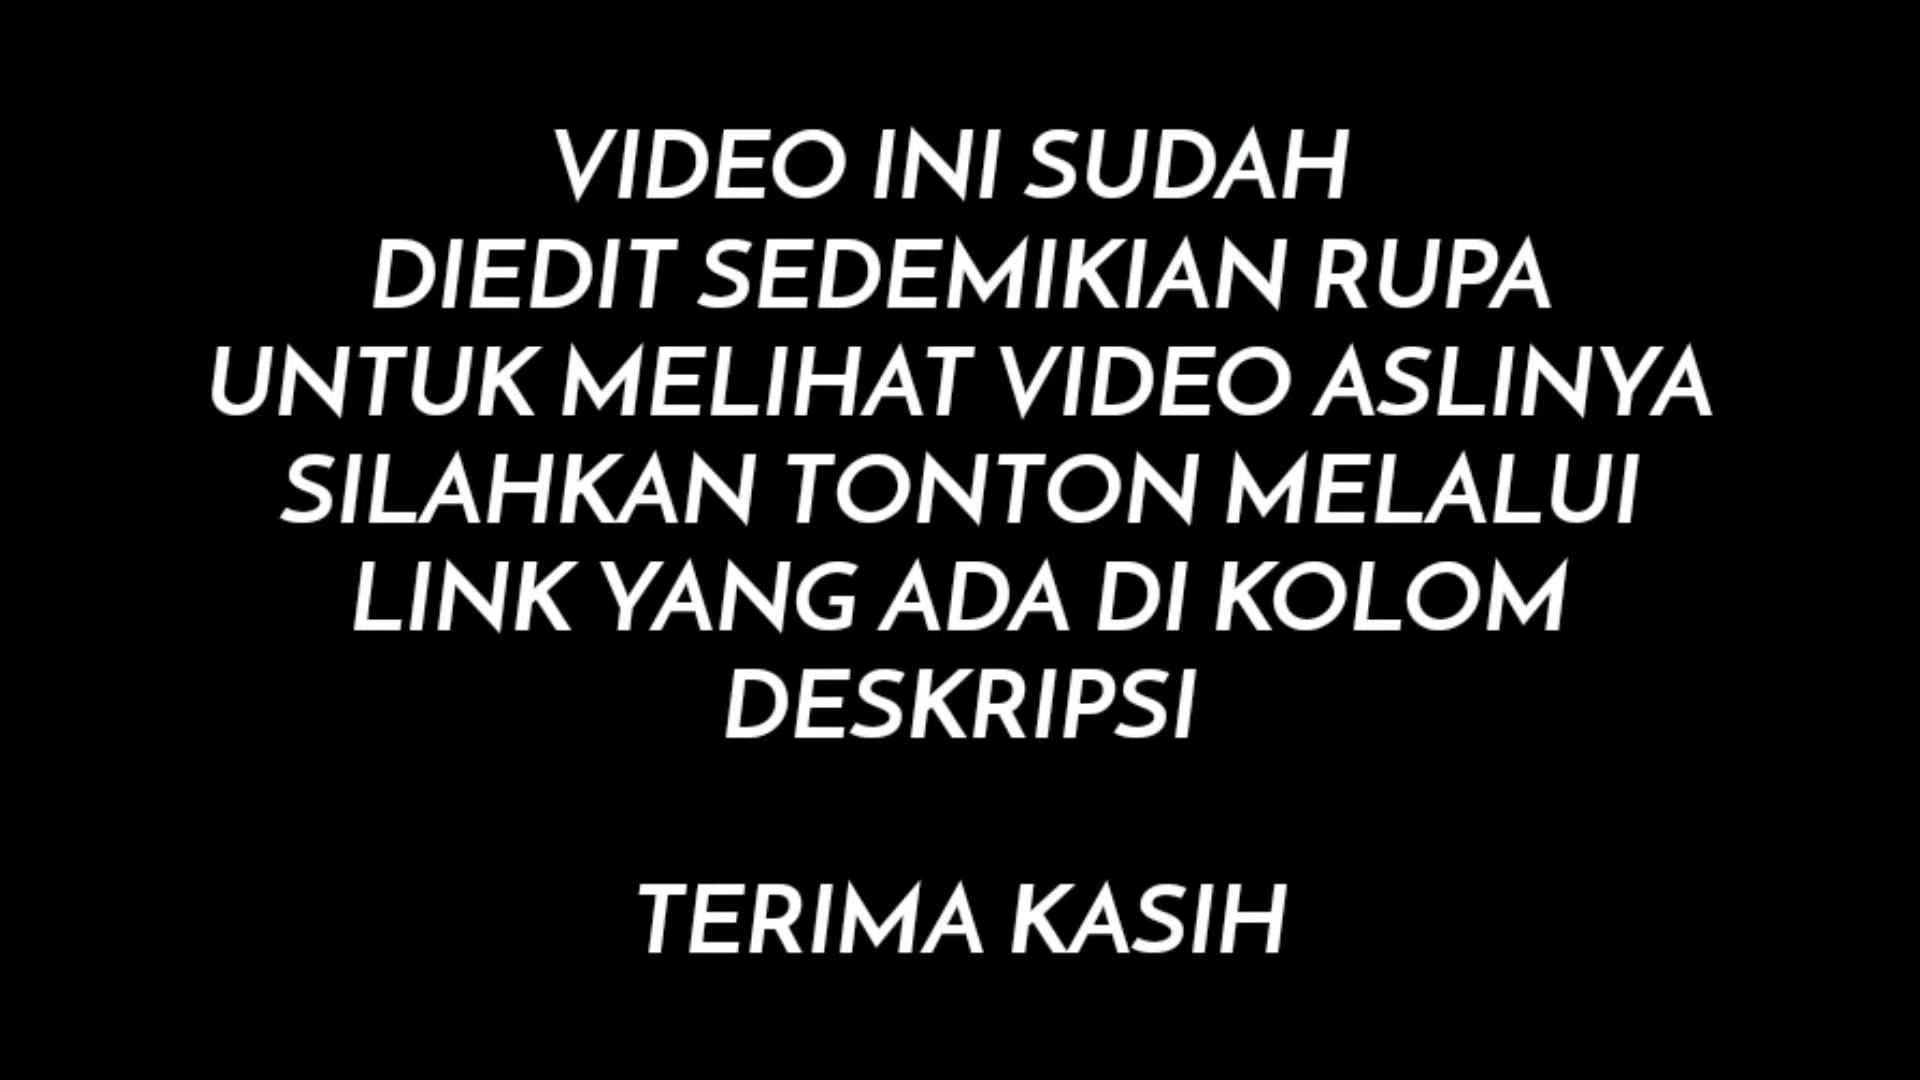 VIDEO INI SUDAH
DIEDIT SEDEMIKIAN RUPA
UNTUK MELIHAT VIDEO ASLINYA
SILAHKAN TONTON MELALUI
LINK YANG ADA DI KOLOM
DESKRIPSI
TERIMA KASIH